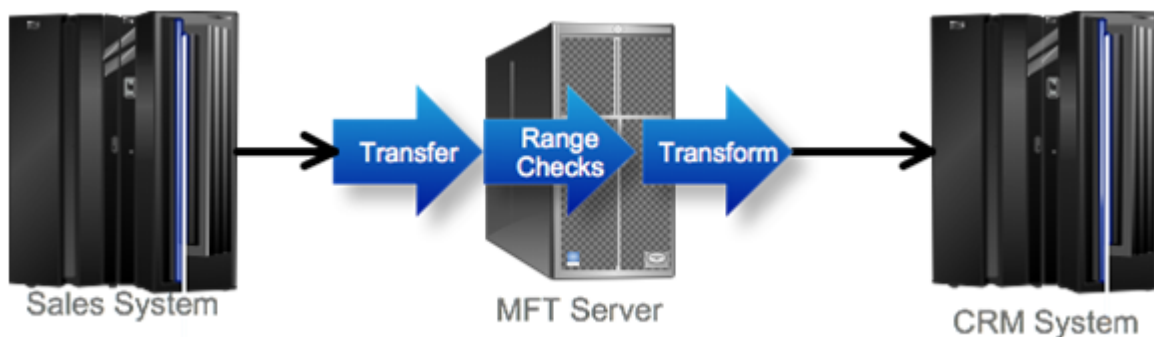 Transfer
Range
Checks
Transform
Sales System
MFT Server
CRM System